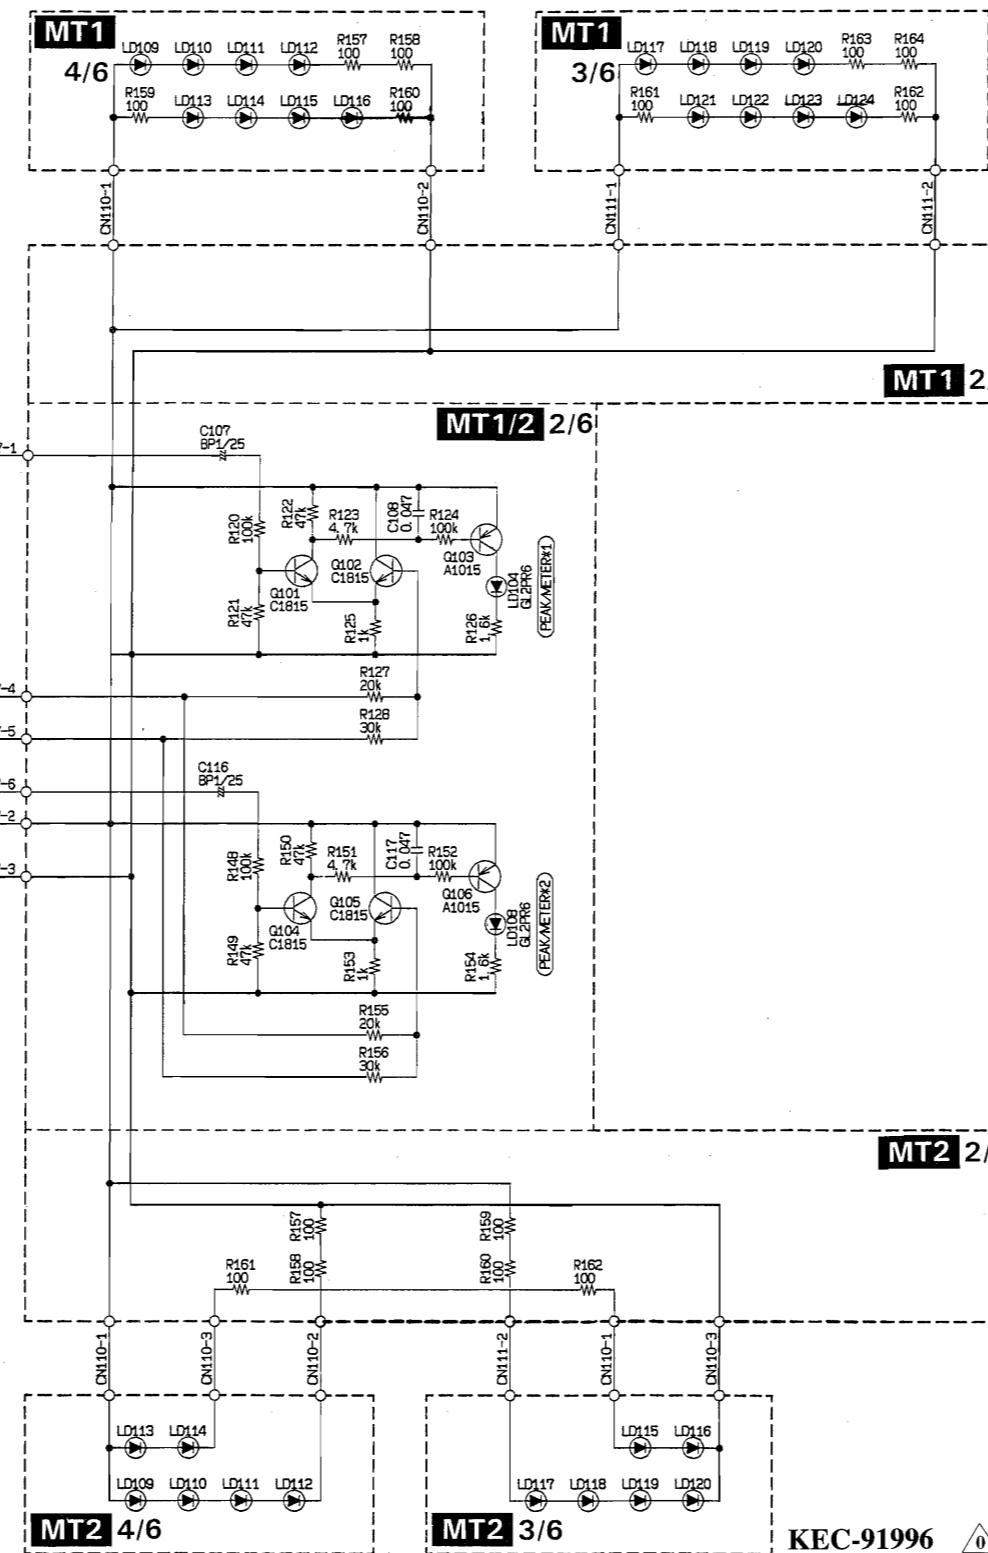 MT1
4/6
LD109 LD110 LD111 LD112 R157 100 R158 100
R159 100 LD113 LD114 LD115 LD116 R160 100
CN110-1 CN110-2
MT1
3/6
LD117 LD118 LD119 LD120 R163 100 R164 100
R161 100 LD121 LD122 LD123 LD124 R162 100
CN111-1 CN111-2
MT1 2/
MT1/2 2/6
-1
C107
BP1/25
R120
100k
R122
47k
R123
4.7k
C108
0.047
R124
100k
Q103
A1015
Q102
C1815
Q101
C1815
R121
47k
R125
1k
R126
1.6k
LD104
GL2PR6
PEAK/METER*1
-4
R127
20k
-5
R128
30k
-6
C116
BP1/25
-2
-3
R148
100k
R150
47k
R151
4.7k
C117
0.047
R152
100k
Q106
A1015
Q105
C1815
Q104
C1815
R149
47k
R153
1k
R154
1.6k
LD108
GL2PR6
PEAK/METER*2
R155
20k
R156
30k
MT2 2/
R157
100
R158
100
R159
100
R160
100
R161
100
R162
100
CN110-1 CN110-3 CN110-2 CN111-2 CN110-1 CN110-3
LD113 LD114
LD109 LD110 LD111 LD112
MT2 4/6
LD115 LD116
LD117 LD118 LD119 LD120
MT2 3/6
KEC-91996
0